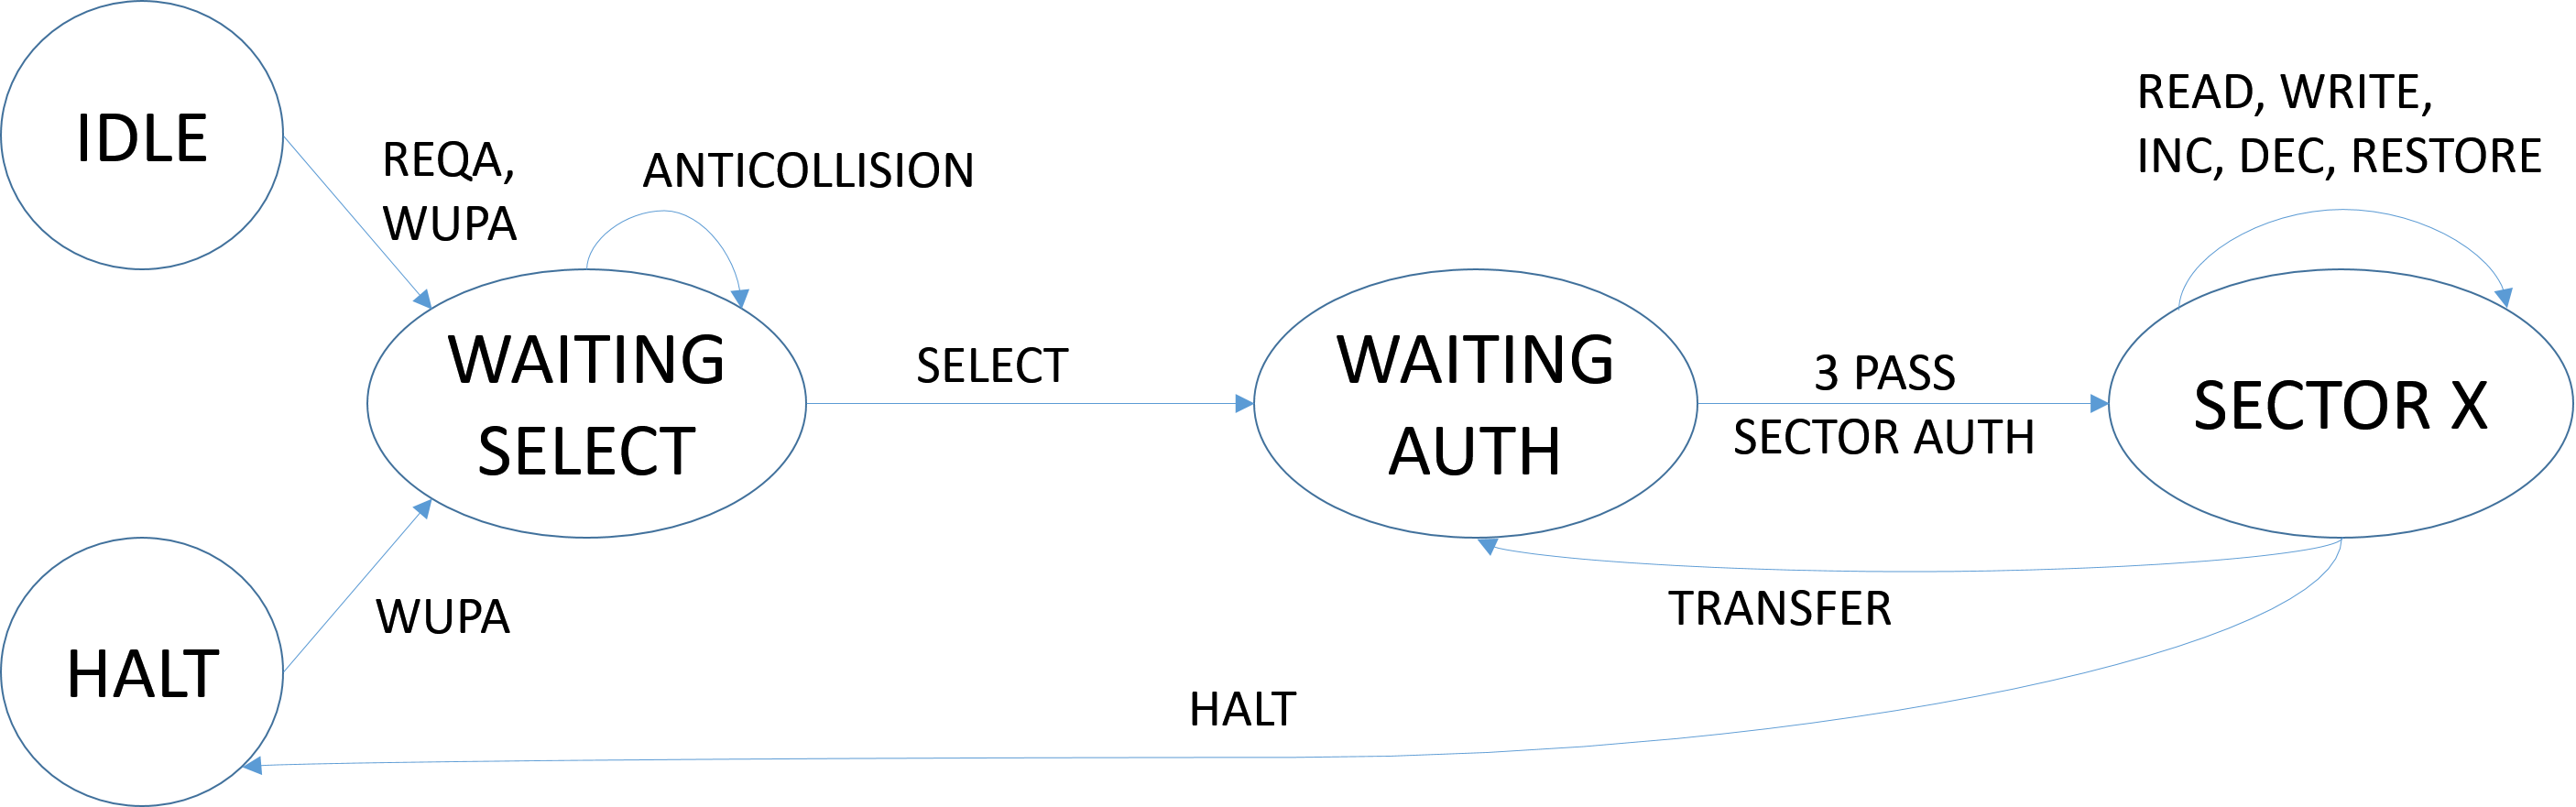 IDLE
REQA,
WUPA
ANTICOLLISION
READ, WRITE,
INC, DEC, RESTORE
WAITING
SELECT
SELECT
WAITING
AUTH
3 PASS
SECTOR AUTH
SECTOR X
HALT
WUPA
TRANSFER
HALT